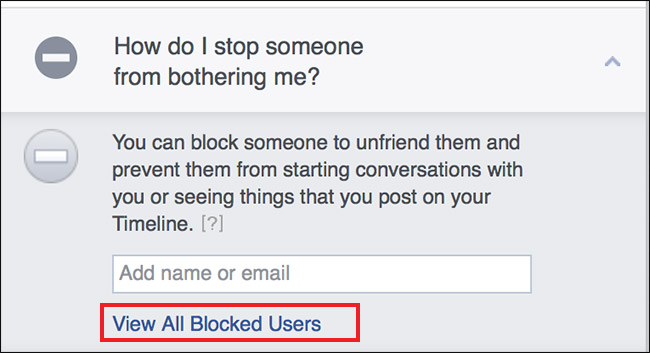 How do I stop someone
from bothering me?
You can block someone to unfriend them and
prevent them from starting conversations with
you or seeing things that you post on your
Timeline. [?]
Add name or email
View All Blocked Users